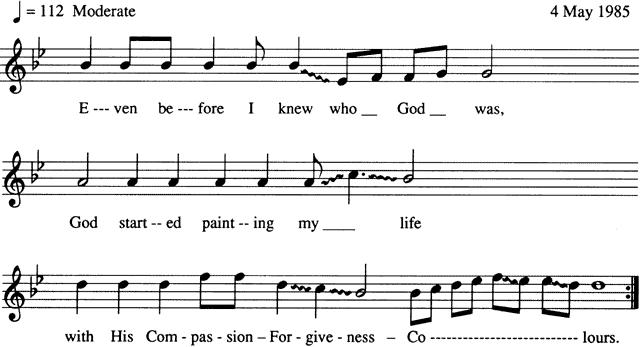 ♩ = 112 Moderate 4 May 1985
E --- ven be -- fore I knew who __ God __ was,
God start -- ed paint -- ing my ____ life
with His Com - pas - sion – For - give - ness – Co --------------------------- lours.